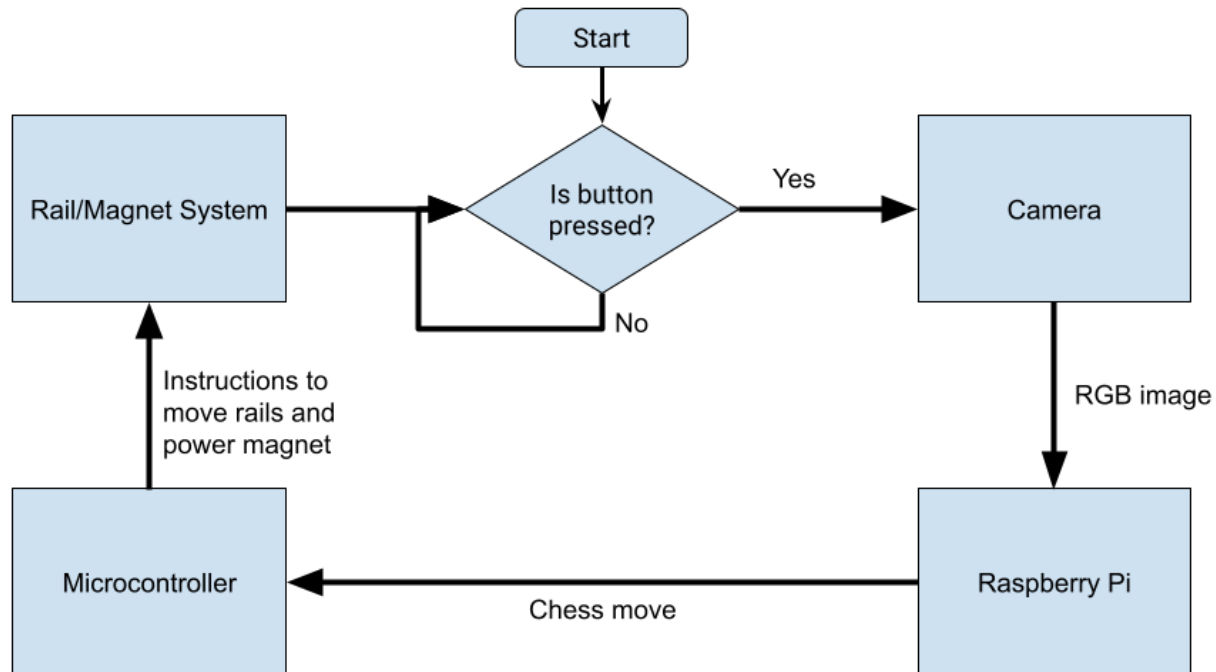 Start
Rail/Magnet System
Is button
pressed?
Yes
Camera
No
Instructions to
move rails and
power magnet
RGB image
Microcontroller
Chess move
Raspberry Pi